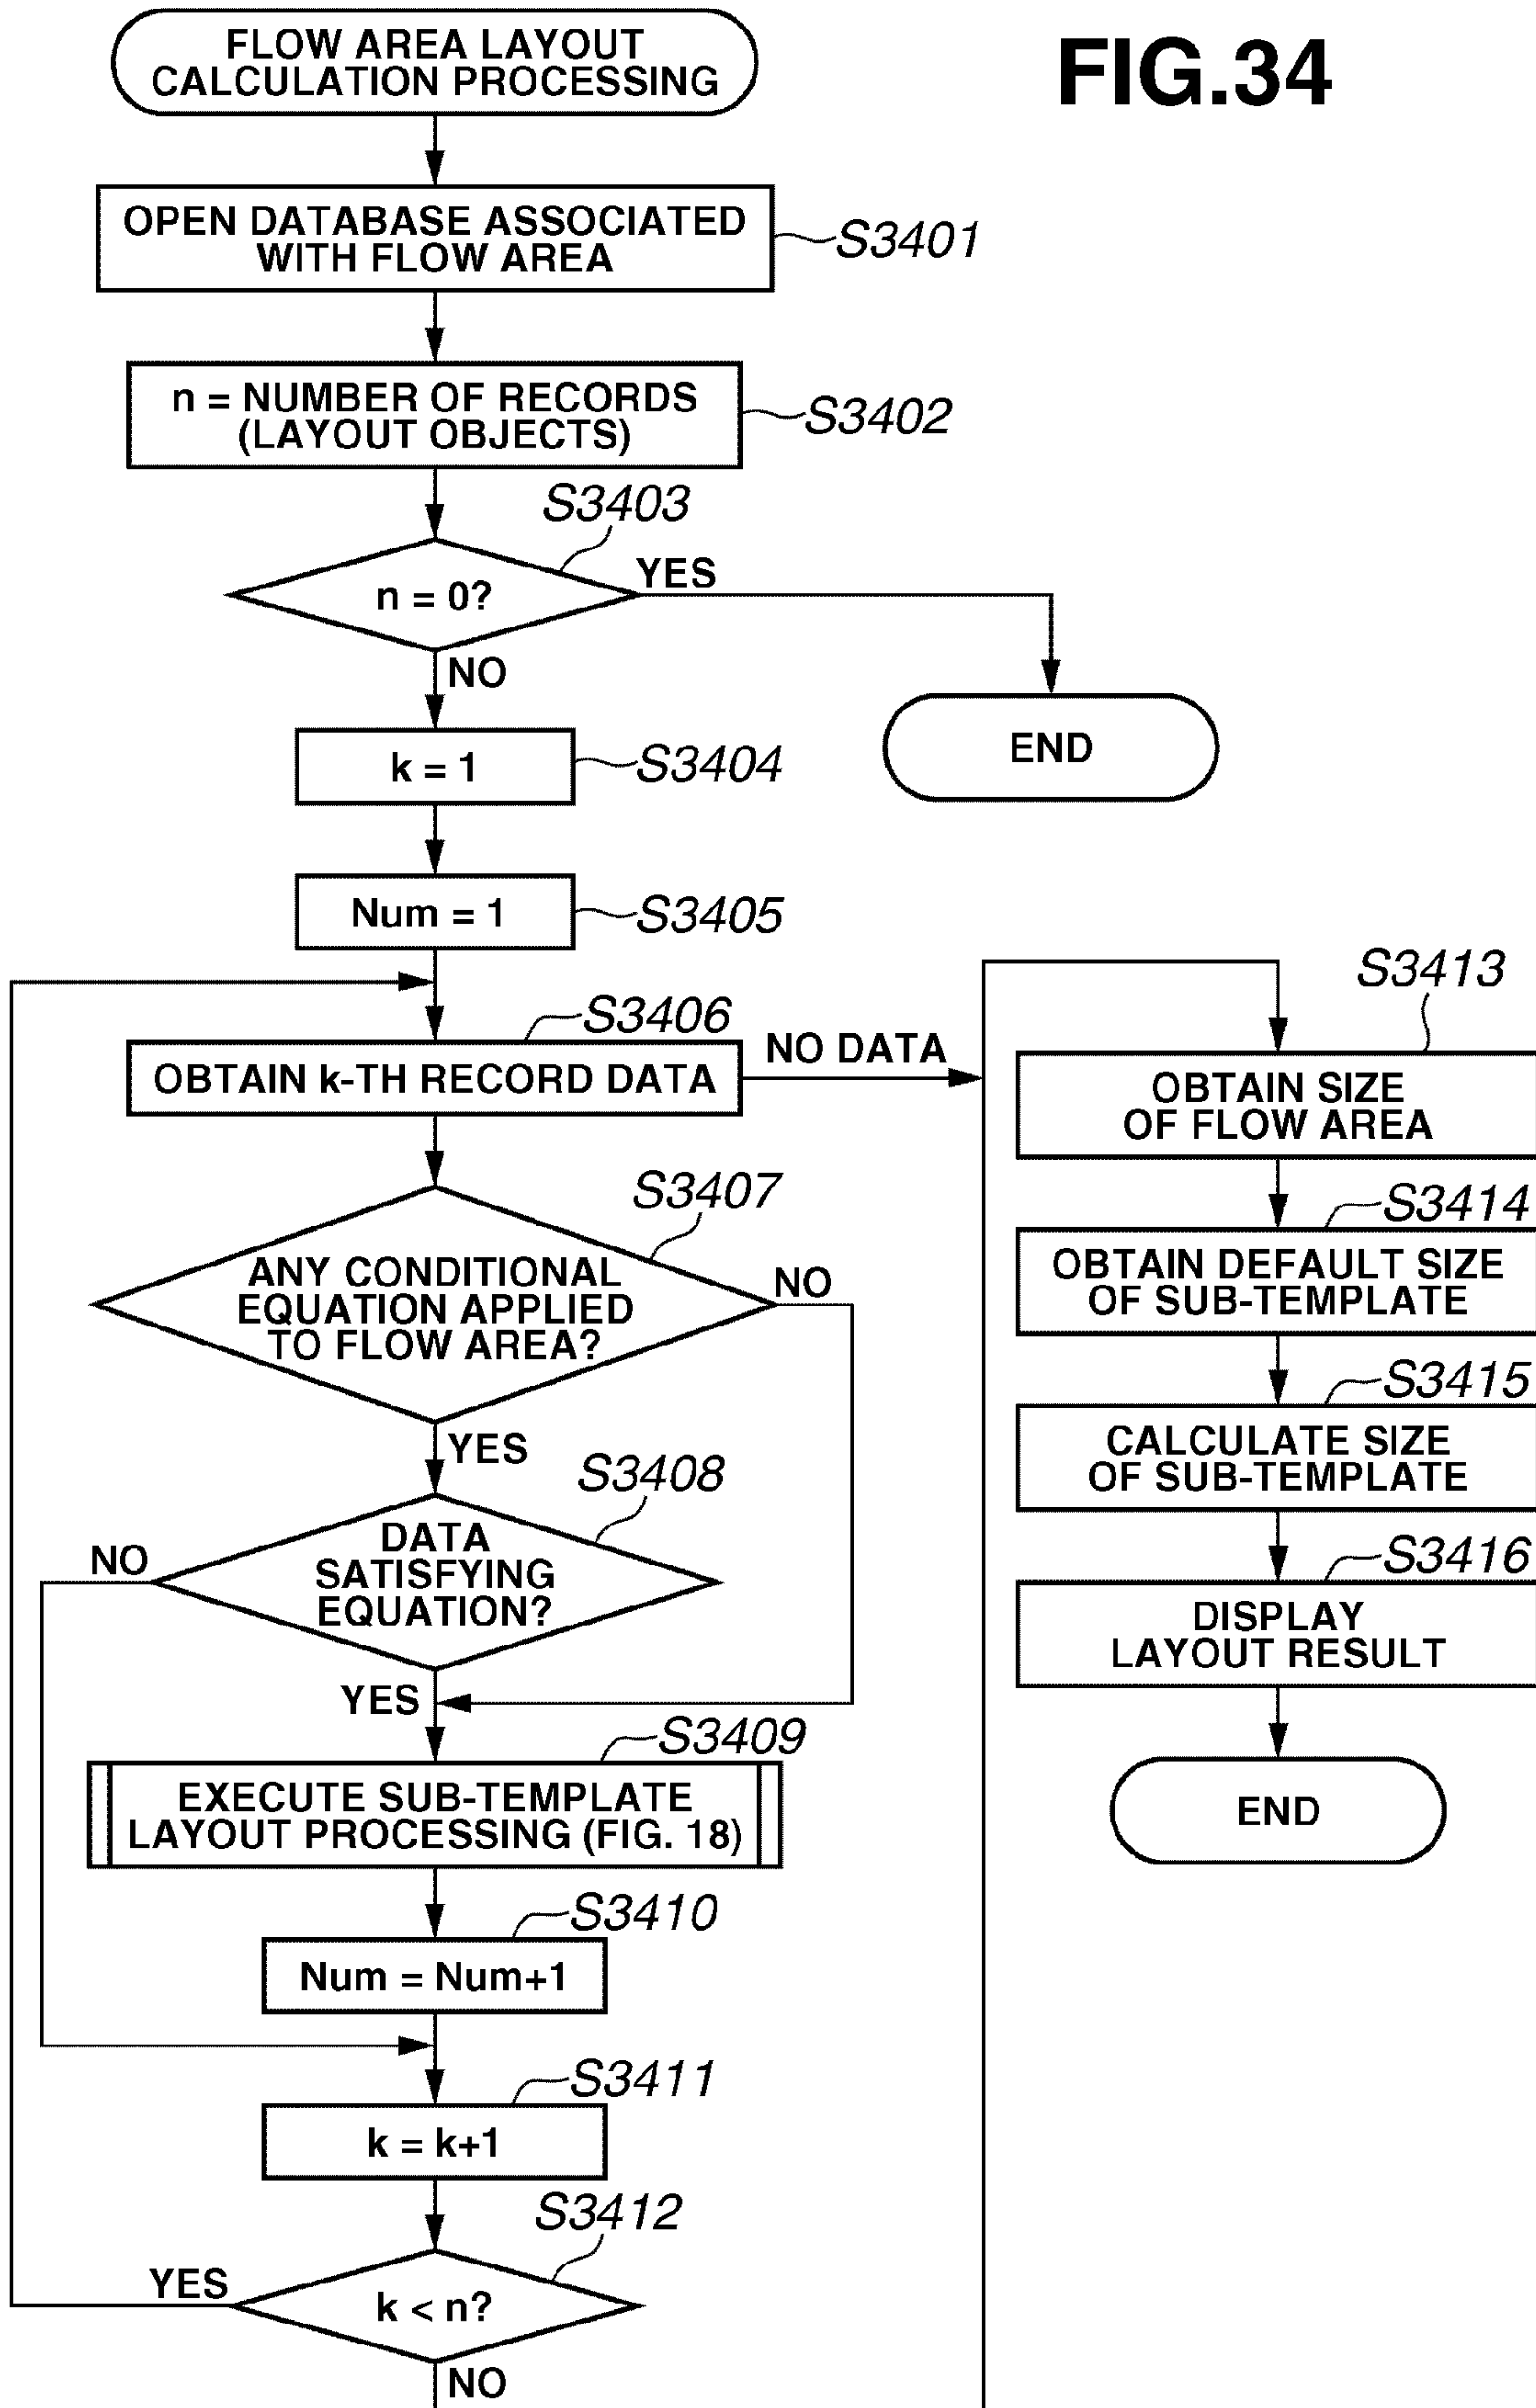 FIG.34
FLOW AREA LAYOUT
CALCULATION PROCESSING
OPEN DATABASE ASSOCIATED
WITH FLOW AREA
S3401
n = NUMBER OF RECORDS
(LAYOUT OBJECTS)
S3402
S3403
n = 0?
YES
NO
END
k = 1
S3404
Num = 1
S3405
S3406
OBTAIN k-TH RECORD DATA
NO DATA
S3407
ANY CONDITIONAL
EQUATION APPLIED
TO FLOW AREA?
NO
YES
S3408
DATA
SATISFYING
EQUATION?
NO
YES
S3409
EXECUTE SUB-TEMPLATE
LAYOUT PROCESSING (FIG. 18)
S3410
Num = Num+1
S3411
k = k+1
S3412
k < n?
YES
NO
S3413
OBTAIN SIZE
OF FLOW AREA
S3414
OBTAIN DEFAULT SIZE
OF SUB-TEMPLATE
S3415
CALCULATE SIZE
OF SUB-TEMPLATE
S3416
DISPLAY
LAYOUT RESULT
END